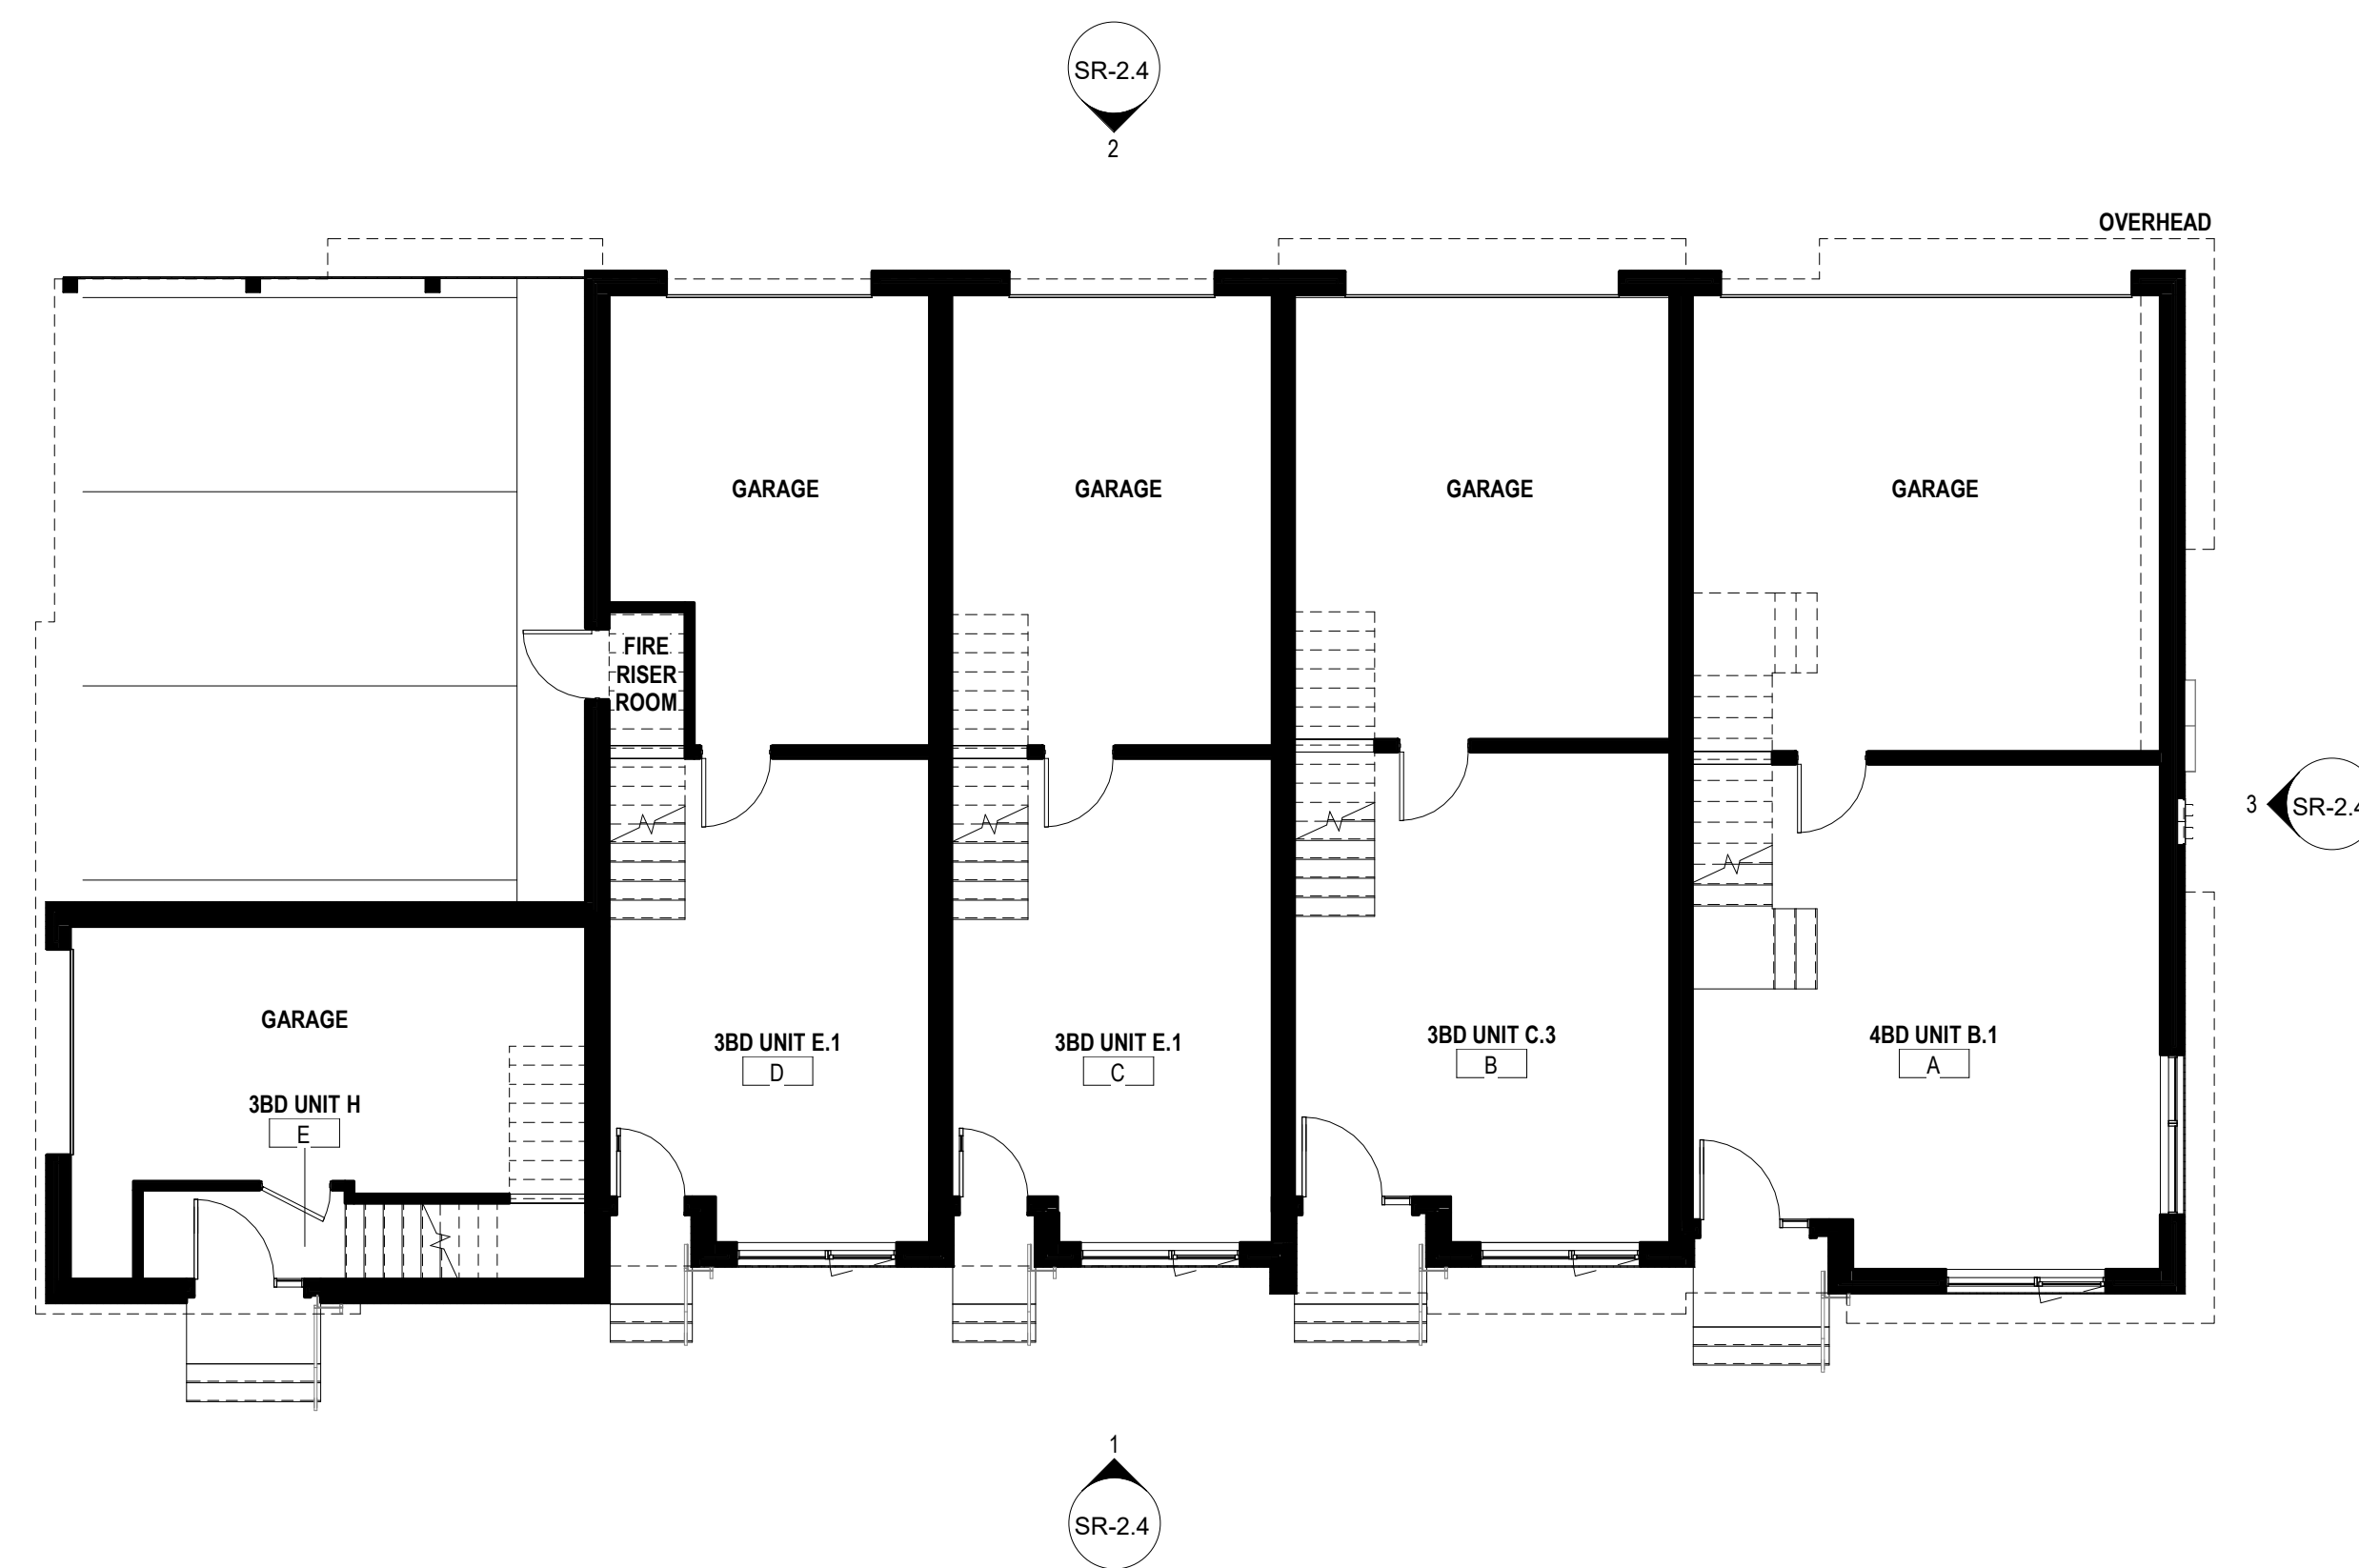 SR-2.4
2
OVERHEAD
GARAGE
GARAGE
GARAGE
GARAGE
FIRE
RISER
ROOM
3
SR-2.4
GARAGE
3BD UNIT E.1
D
3BD UNIT E.1
C
3BD UNIT C.3
B
4BD UNIT B.1
A
3BD UNIT H
E
1
SR-2.4